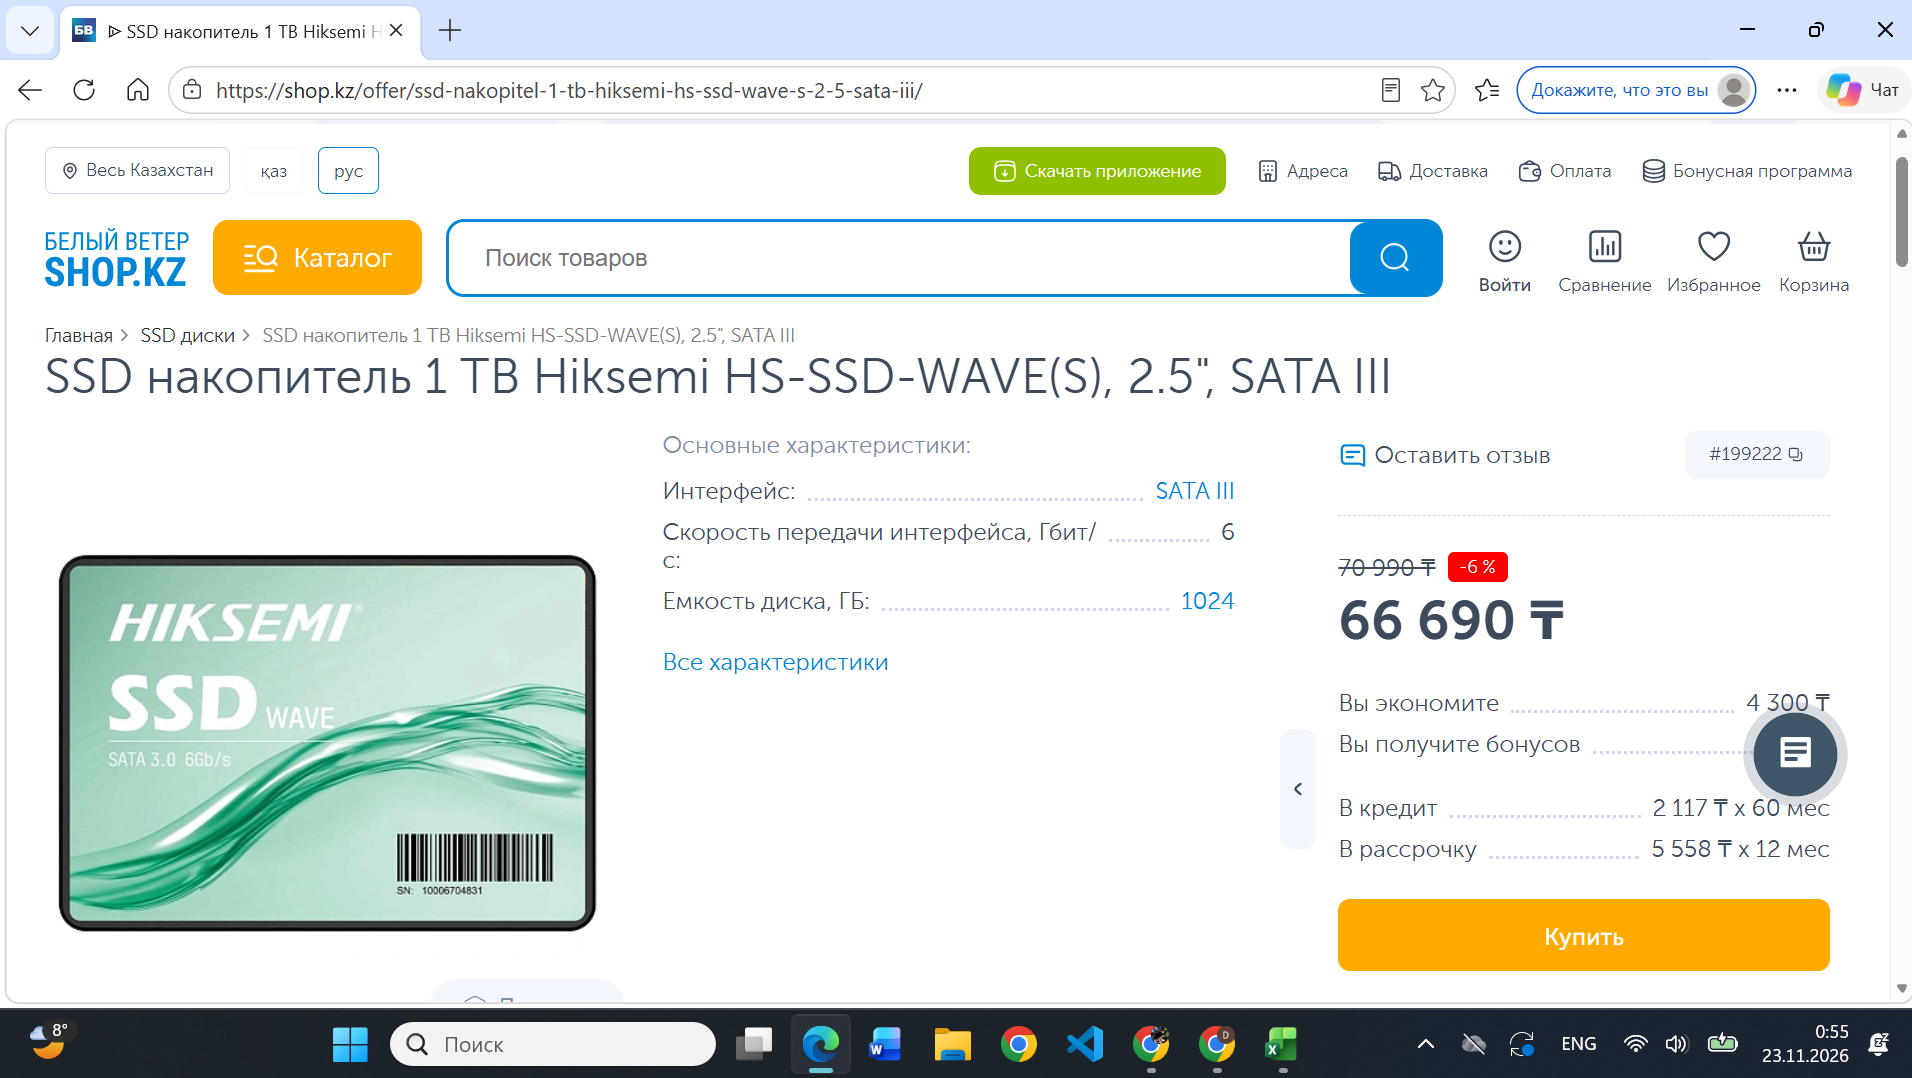 БВ
SSD накопитель 1 TB Hiksemi H
https://shop.kz/offer/ssd-nakopitel-1-tb-hiksemi-hs-ssd-wave-s-2-5-sata-iii/
Докажите, что это вы
Чат
Весь Казахстан
қаз
рус
Скачать приложение
Адреса
Доставка
Оплата
Бонусная программа
БЕЛЫЙ ВЕТЕР
SHOP.KZ
Каталог
Поиск товаров
Войти
Сравнение
Избранное
Корзина
Главная > SSD диски > SSD накопитель 1 TB Hiksemi HS-SSD-WAVE(S), 2.5", SATA III
SSD накопитель 1 TB Hiksemi HS-SSD-WAVE(S), 2.5", SATA III
HIKSEMI®
SSD WAVE
SATA 3.0 6Gb/s
SN: 10006704831
Основные характеристики:
Интерфейс: SATA III
Скорость передачи интерфейса, Гбит/ 6
с:
Емкость диска, ГБ: 1024
Все характеристики
Оставить отзыв
#199222
70 990 ₸ -6 %
66 690 ₸
Вы экономите 4 300 ₸
Вы получите бонусов
В кредит 2 117 ₸ x 60 мес
В рассрочку 5 558 ₸ x 12 мес
Купить
8°
Поиск
ENG
0:55
23.11.2026